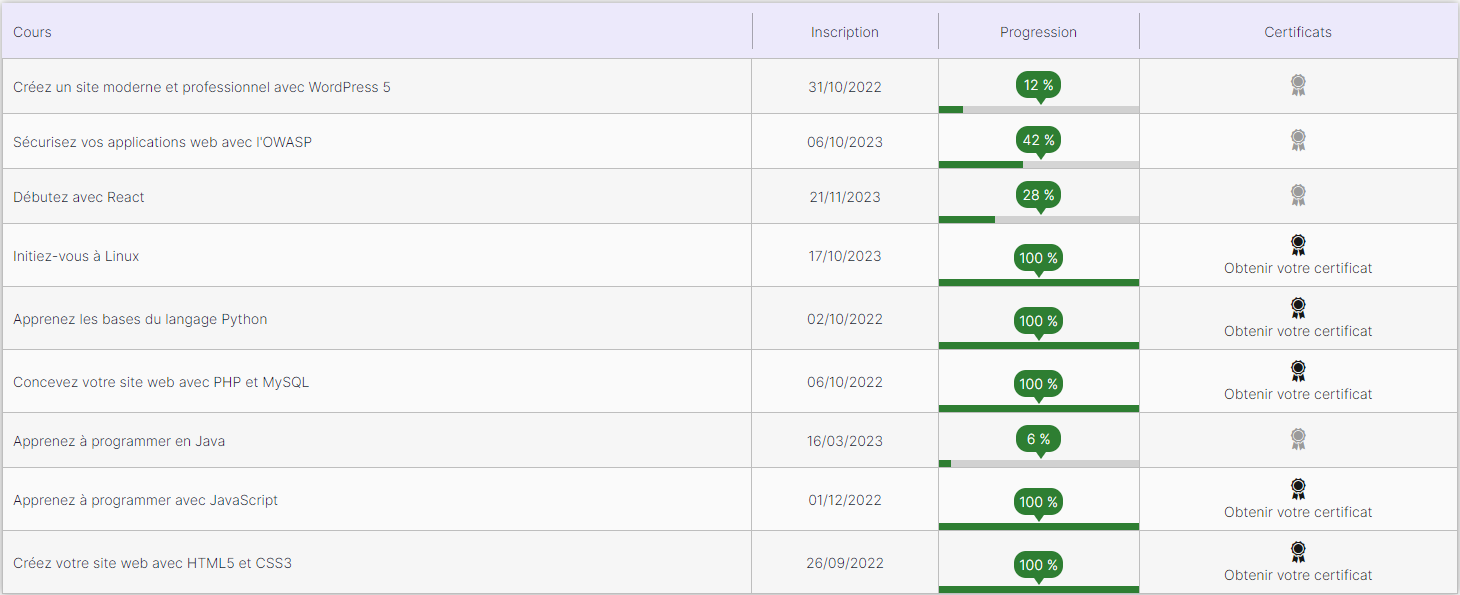 Cours Inscription Progression Certificats
Créez un site moderne et professionnel avec WordPress 5 31/10/2022 12 %
Sécurisez vos applications web avec l'OWASP 06/10/2023 42 %
Débutez avec React 21/11/2023 28 %
Initiez-vous à Linux 17/10/2023 100 % Obtenir votre certificat
Apprenez les bases du langage Python 02/10/2022 100 % Obtenir votre certificat
Concevez votre site web avec PHP et MySQL 06/10/2022 100 % Obtenir votre certificat
Apprenez à programmer en Java 16/03/2023 6 %
Apprenez à programmer avec JavaScript 01/12/2022 100 % Obtenir votre certificat
Créez votre site web avec HTML5 et CSS3 26/09/2022 100 % Obtenir votre certificat